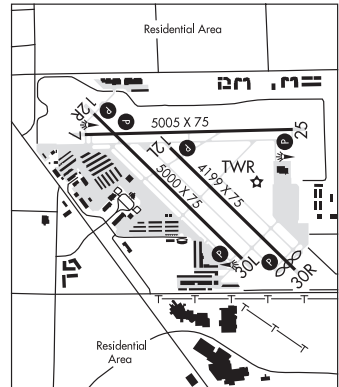 Residential Area
12R
7
5005 X 75
25
12L
TWR
4199 X 75
5000 X 75
30L
30R
P
P
P
P
P
P
Residential
Area